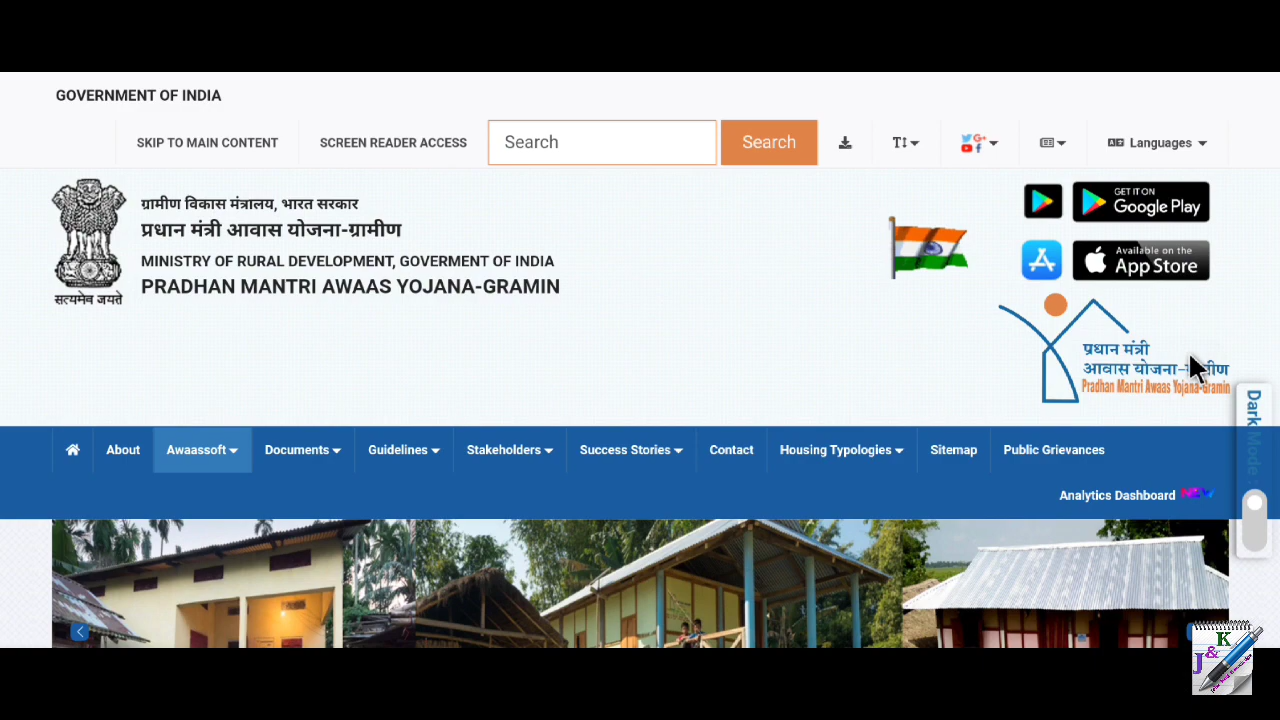 GOVERNMENT OF INDIA
SKIP TO MAIN CONTENT
SCREEN READER ACCESS
Search
Search
Languages
ग्रामीण विकास मंत्रालय, भारत सरकार
प्रधान मंत्री आवास योजना-ग्रामीण
MINISTRY OF RURAL DEVELOPMENT, GOVERMENT OF INDIA
PRADHAN MANTRI AWAAS YOJANA-GRAMIN
सत्यमेव जयते
GET IT ON
Google Play
Available on the
App Store
प्रधान मंत्री
आवास योजना-ग्रामीण
Pradhan Mantri Awaas Yojana-Gramin
Dark Mode :
About
Awaassoft
Documents
Guidelines
Stakeholders
Success Stories
Contact
Housing Typologies
Sitemap
Public Grievances
Analytics Dashboard NEW
J&K